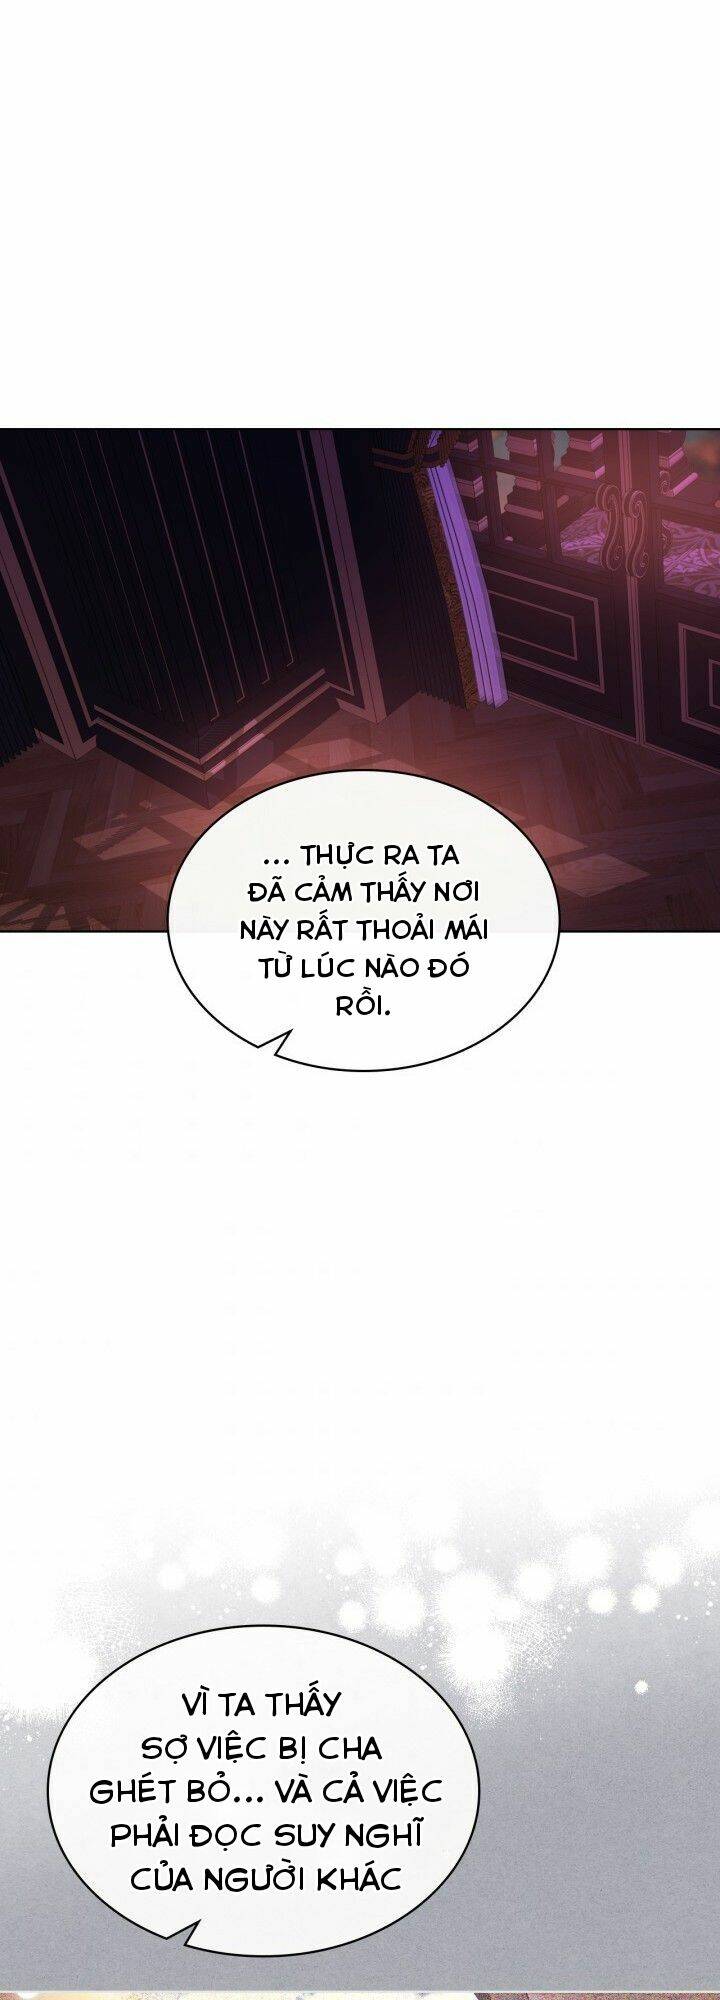 ... THỰC RA TA
ĐÃ CẢM THẤY NƠI
NÀY RẤT THOẢI MÁI
TỪ LÚC NÀO ĐÓ
RỒI.
VÌ TA THẤY
SỢ VIỆC BỊ CHA
GHÉT BỎ... VÀ CẢ VIỆC
PHẢI ĐỌC SUY NGHĨ
CỦA NGƯỜI KHÁC